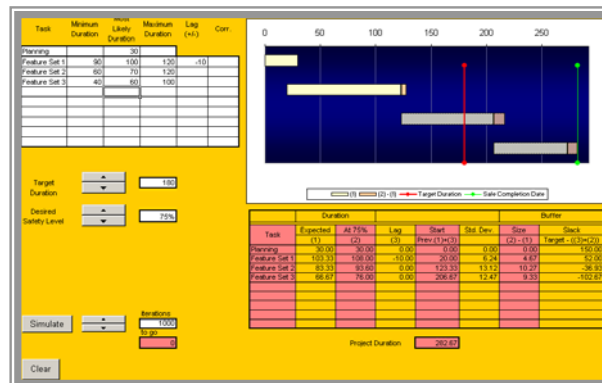 Task Minimum Duration Most Likely Duration Maximum Duration Lag (+/-) Corr.
Planning 30
Feature Set 1 90 100 120 -10
Feature Set 2 60 70 120
Feature Set 3 40 60 100
0 50 100 150 200 250
(1) (2) - (1) Target Duration Safe Completion Date
Target Duration 180
Desired Safety Level 75%
Duration Buffer
Task Expected At 75% Lag Start Std. Dev. Size Slack
(1) (2) (3) Prev.(1)+(3) (2) - (1) Target - ((3)+(2))
Planning 30.00 30.00 0.00 0.00 0.00 0.00 150.00
Feature Set 1 103.33 108.00 -10.00 20.00 6.24 4.67 52.00
Feature Set 2 83.33 93.60 0.00 123.33 13.12 10.27 -36.93
Feature Set 3 66.67 76.00 0.00 206.67 12.47 9.33 -102.67
Simulate
Iterations
1000
to go
0
Project Duration 282.67
Clear